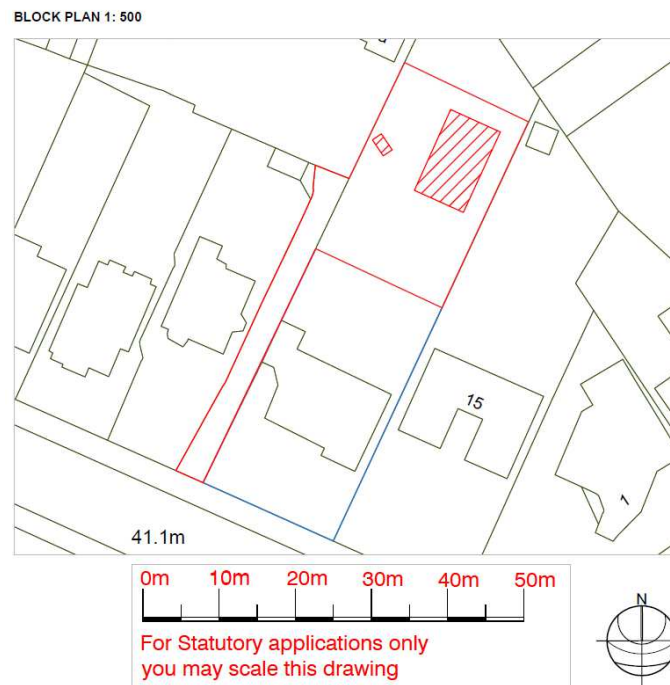 BLOCK PLAN 1: 500
15
1
41.1m
0m 10m 20m 30m 40m 50m
For Statutory applications only
you may scale this drawing
N